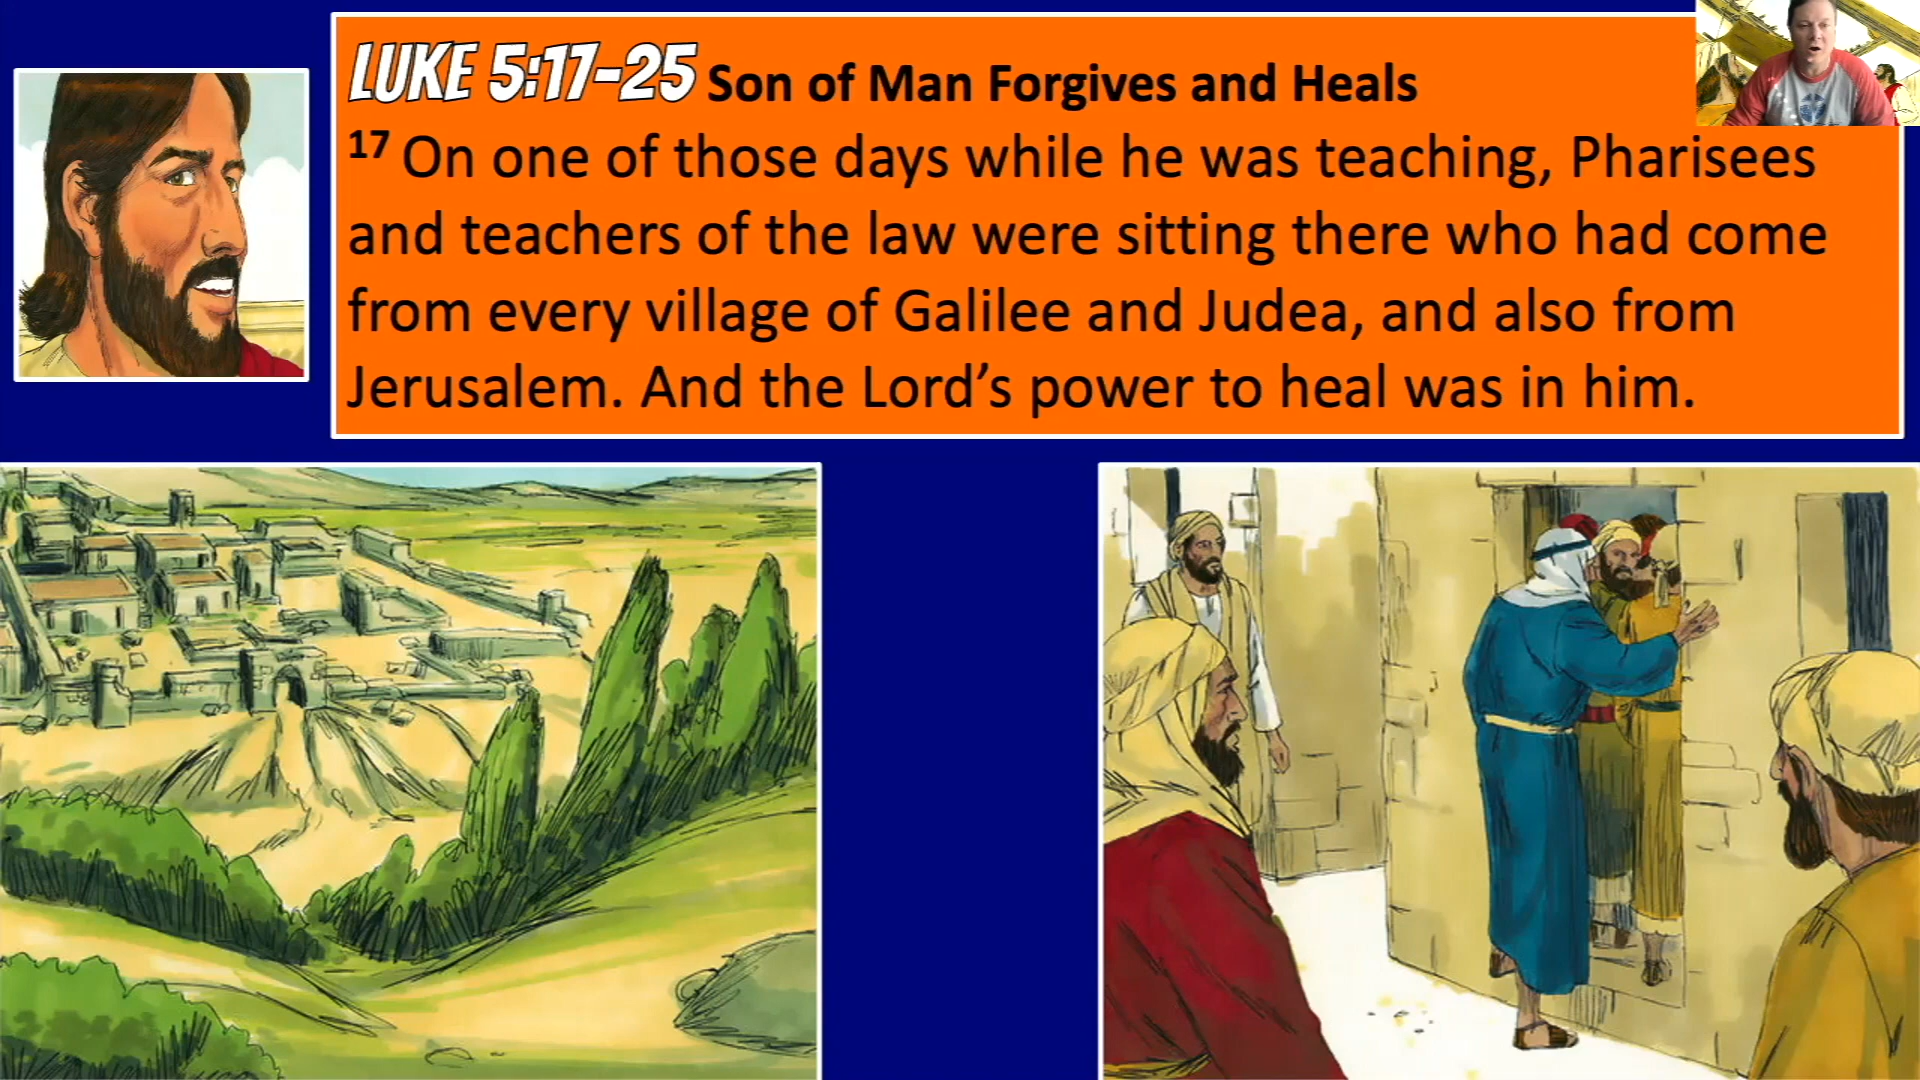 LUKE 5:17-25 Son of Man Forgives and Heals
17 On one of those days while he was teaching, Pharisees
and teachers of the law were sitting there who had come
from every village of Galilee and Judea, and also from
Jerusalem. And the Lord’s power to heal was in him.